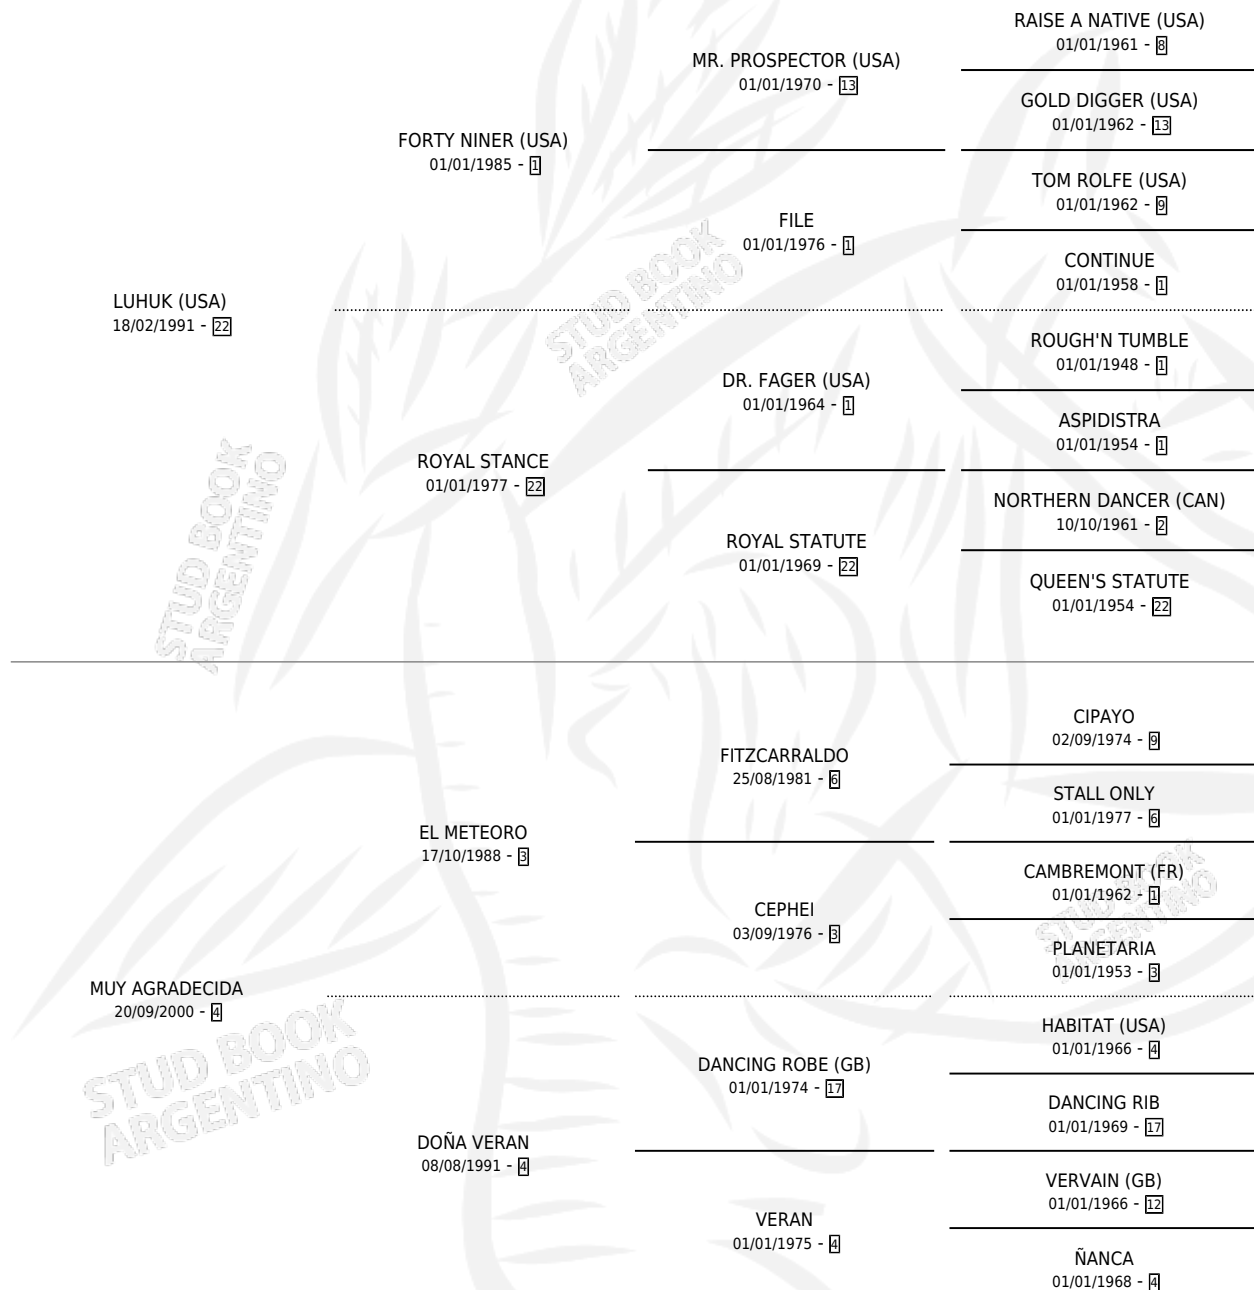 RAISE A NATIVE (USA)
01/01/1961 - 8
MR. PROSPECTOR (USA)
01/01/1970 - 13
GOLD DIGGER (USA)
01/01/1962 - 13
FORTY NINER (USA)
01/01/1985 - 1
TOM ROLFE (USA)
01/01/1962 - 9
FILE
01/01/1976 - 1
CONTINUE
01/01/1958 - 1
LUHUK (USA)
18/02/1991 - 22
ROUGH'N TUMBLE
01/01/1948 - 1
DR. FAGER (USA)
01/01/1964 - 1
ASPIDISTRA
01/01/1954 - 1
ROYAL STANCE
01/01/1977 - 22
NORTHERN DANCER (CAN)
10/10/1961 - 2
ROYAL STATUTE
01/01/1969 - 22
QUEEN'S STATUTE
01/01/1954 - 22
CIPAYO
02/09/1974 - 9
FITZCARRALDO
25/08/1981 - 6
STALL ONLY
01/01/1977 - 6
EL METEORO
17/10/1988 - 3
CAMBREMONT (FR)
01/01/1962 - 1
CEPHEI
03/09/1976 - 3
PLANETARIA
01/01/1953 - 3
MUY AGRADECIDA
20/09/2000 - 4
HABITAT (USA)
01/01/1966 - 4
DANCING ROBE (GB)
01/01/1974 - 17
DANCING RIB
01/01/1969 - 17
DOÑA VERAN
08/08/1991 - 4
VERVAIN (GB)
01/01/1966 - 12
VERAN
01/01/1975 - 4
ÑANCA
01/01/1968 - 4
STUD BOOK
ARGENTINO
STUD BOOK
ARGENTINO
STUD BOOK
ARGENTINO
STUD BOOK
ARGENTINO